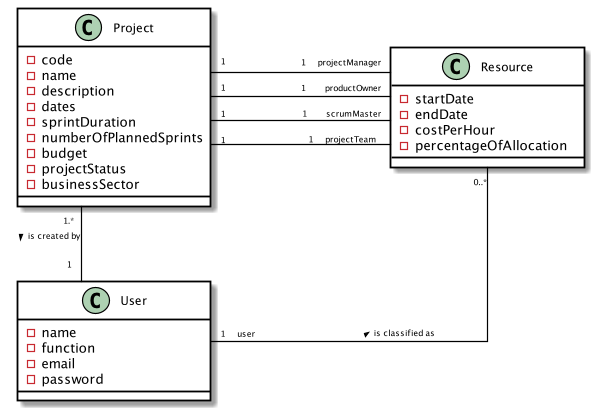 C Project
code
name
description
dates
sprintDuration
numberOfPlannedSprints
budget
projectStatus
businessSector
1 1 projectManager
1 1 productOwner
1 1 scrumMaster
1 1 projectTeam
C Resource
startDate
endDate
costPerHour
percentageOfAllocation
0..*
1.*
is created by
1
C User
name
function
email
password
1 user
is classified as